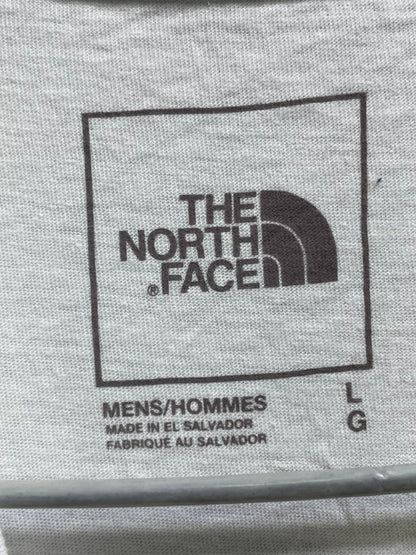 THE
NORTH
FACE
®
MENS/HOMMES L
MADE IN EL SALVADOR G
FABRIQUÉ AU SALVADOR